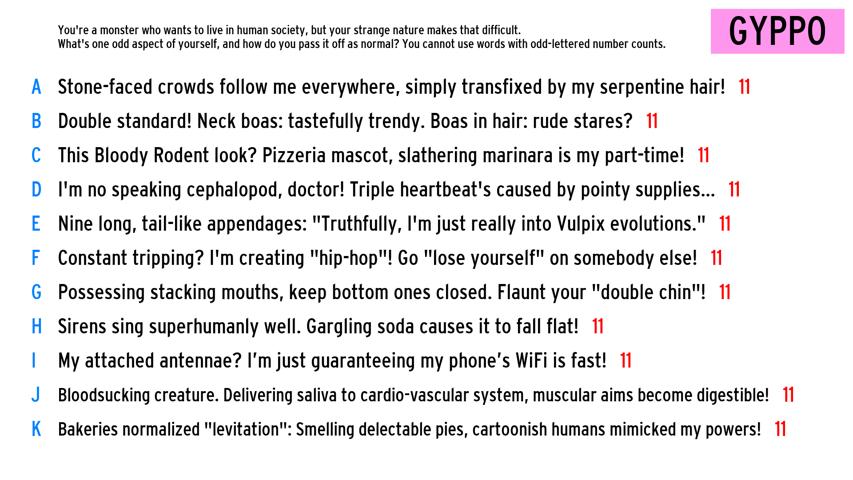 You're a monster who wants to live in human society, but your strange nature makes that difficult.
What's one odd aspect of yourself, and how do you pass it off as normal? You cannot use words with odd-lettered number counts.
GYPPO
A Stone-faced crowds follow me everywhere, simply transfixed by my serpentine hair! 11
B Double standard! Neck boas: tastefully trendy. Boas in hair: rude stares? 11
C This Bloody Rodent look? Pizzeria mascot, slathering marinara is my part-time! 11
D I'm no speaking cephalopod, doctor! Triple heartbeat's caused by pointy supplies... 11
E Nine long, tail-like appendages: "Truthfully, I'm just really into Vulpix evolutions." 11
F Constant tripping? I'm creating "hip-hop"! Go "lose yourself" on somebody else! 11
G Possessing stacking mouths, keep bottom ones closed. Flaunt your "double chin"! 11
H Sirens sing superhumanly well. Gargling soda causes it to fall flat! 11
I My attached antennae? I’m just guaranteeing my phone’s WiFi is fast! 11
J Bloodsucking creature. Delivering saliva to cardio-vascular system, muscular aims become digestible! 11
K Bakeries normalized "levitation": Smelling delectable pies, cartoonish humans mimicked my powers! 11